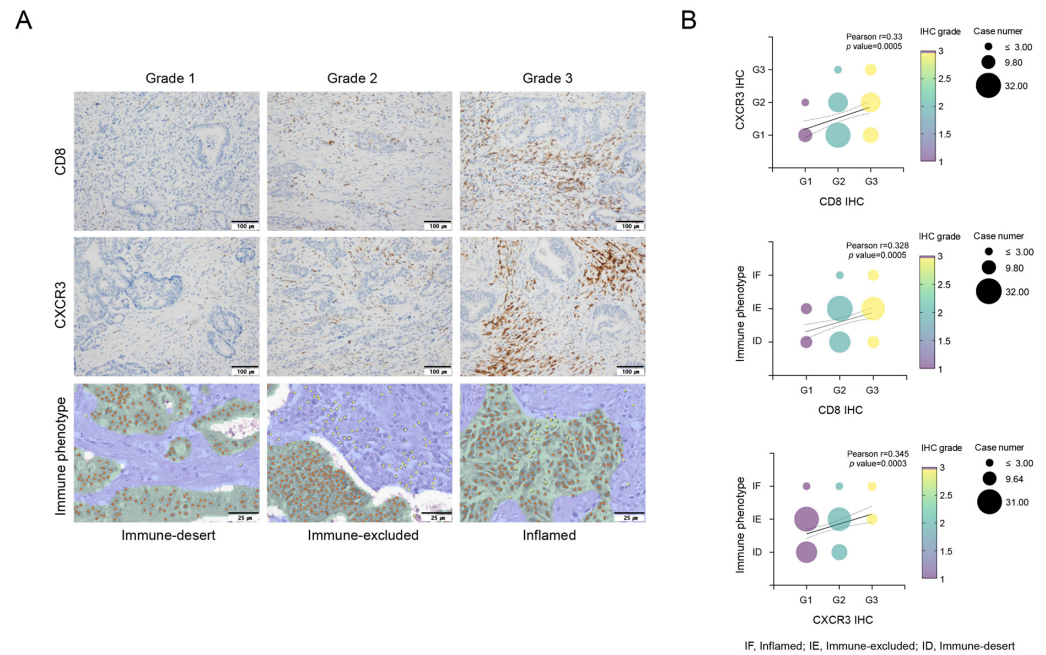 A
Grade 1
Grade 2
Grade 3
CD8
100 μm
100 μm
100 μm
CXCR3
100 μm
100 μm
100 μm
Immune phenotype
25 μm
25 μm
25 μm
Immune-desert
Immune-excluded
Inflamed
B
Pearson r=0.33
p value=0.0005
CXCR3 IHC
G3
G2
G1
G1
G2
G3
CD8 IHC
IHC grade
3
2.5
2
1.5
1
Case numer
≤ 3.00
9.80
32.00
Pearson r=0.328
p value=0.0005
Immune phenotype
IF
IE
ID
G1
G2
G3
CD8 IHC
IHC grade
3
2.5
2
1.5
1
Case numer
≤ 3.00
9.80
32.00
Pearson r=0.345
p value=0.0003
Immune phenotype
IF
IE
ID
G1
G2
G3
CXCR3 IHC
IHC grade
3
2.5
2
1.5
1
Case numer
≤ 3.00
9.64
31.00
IF, Inflamed; IE, Immune-excluded; ID, Immune-desert